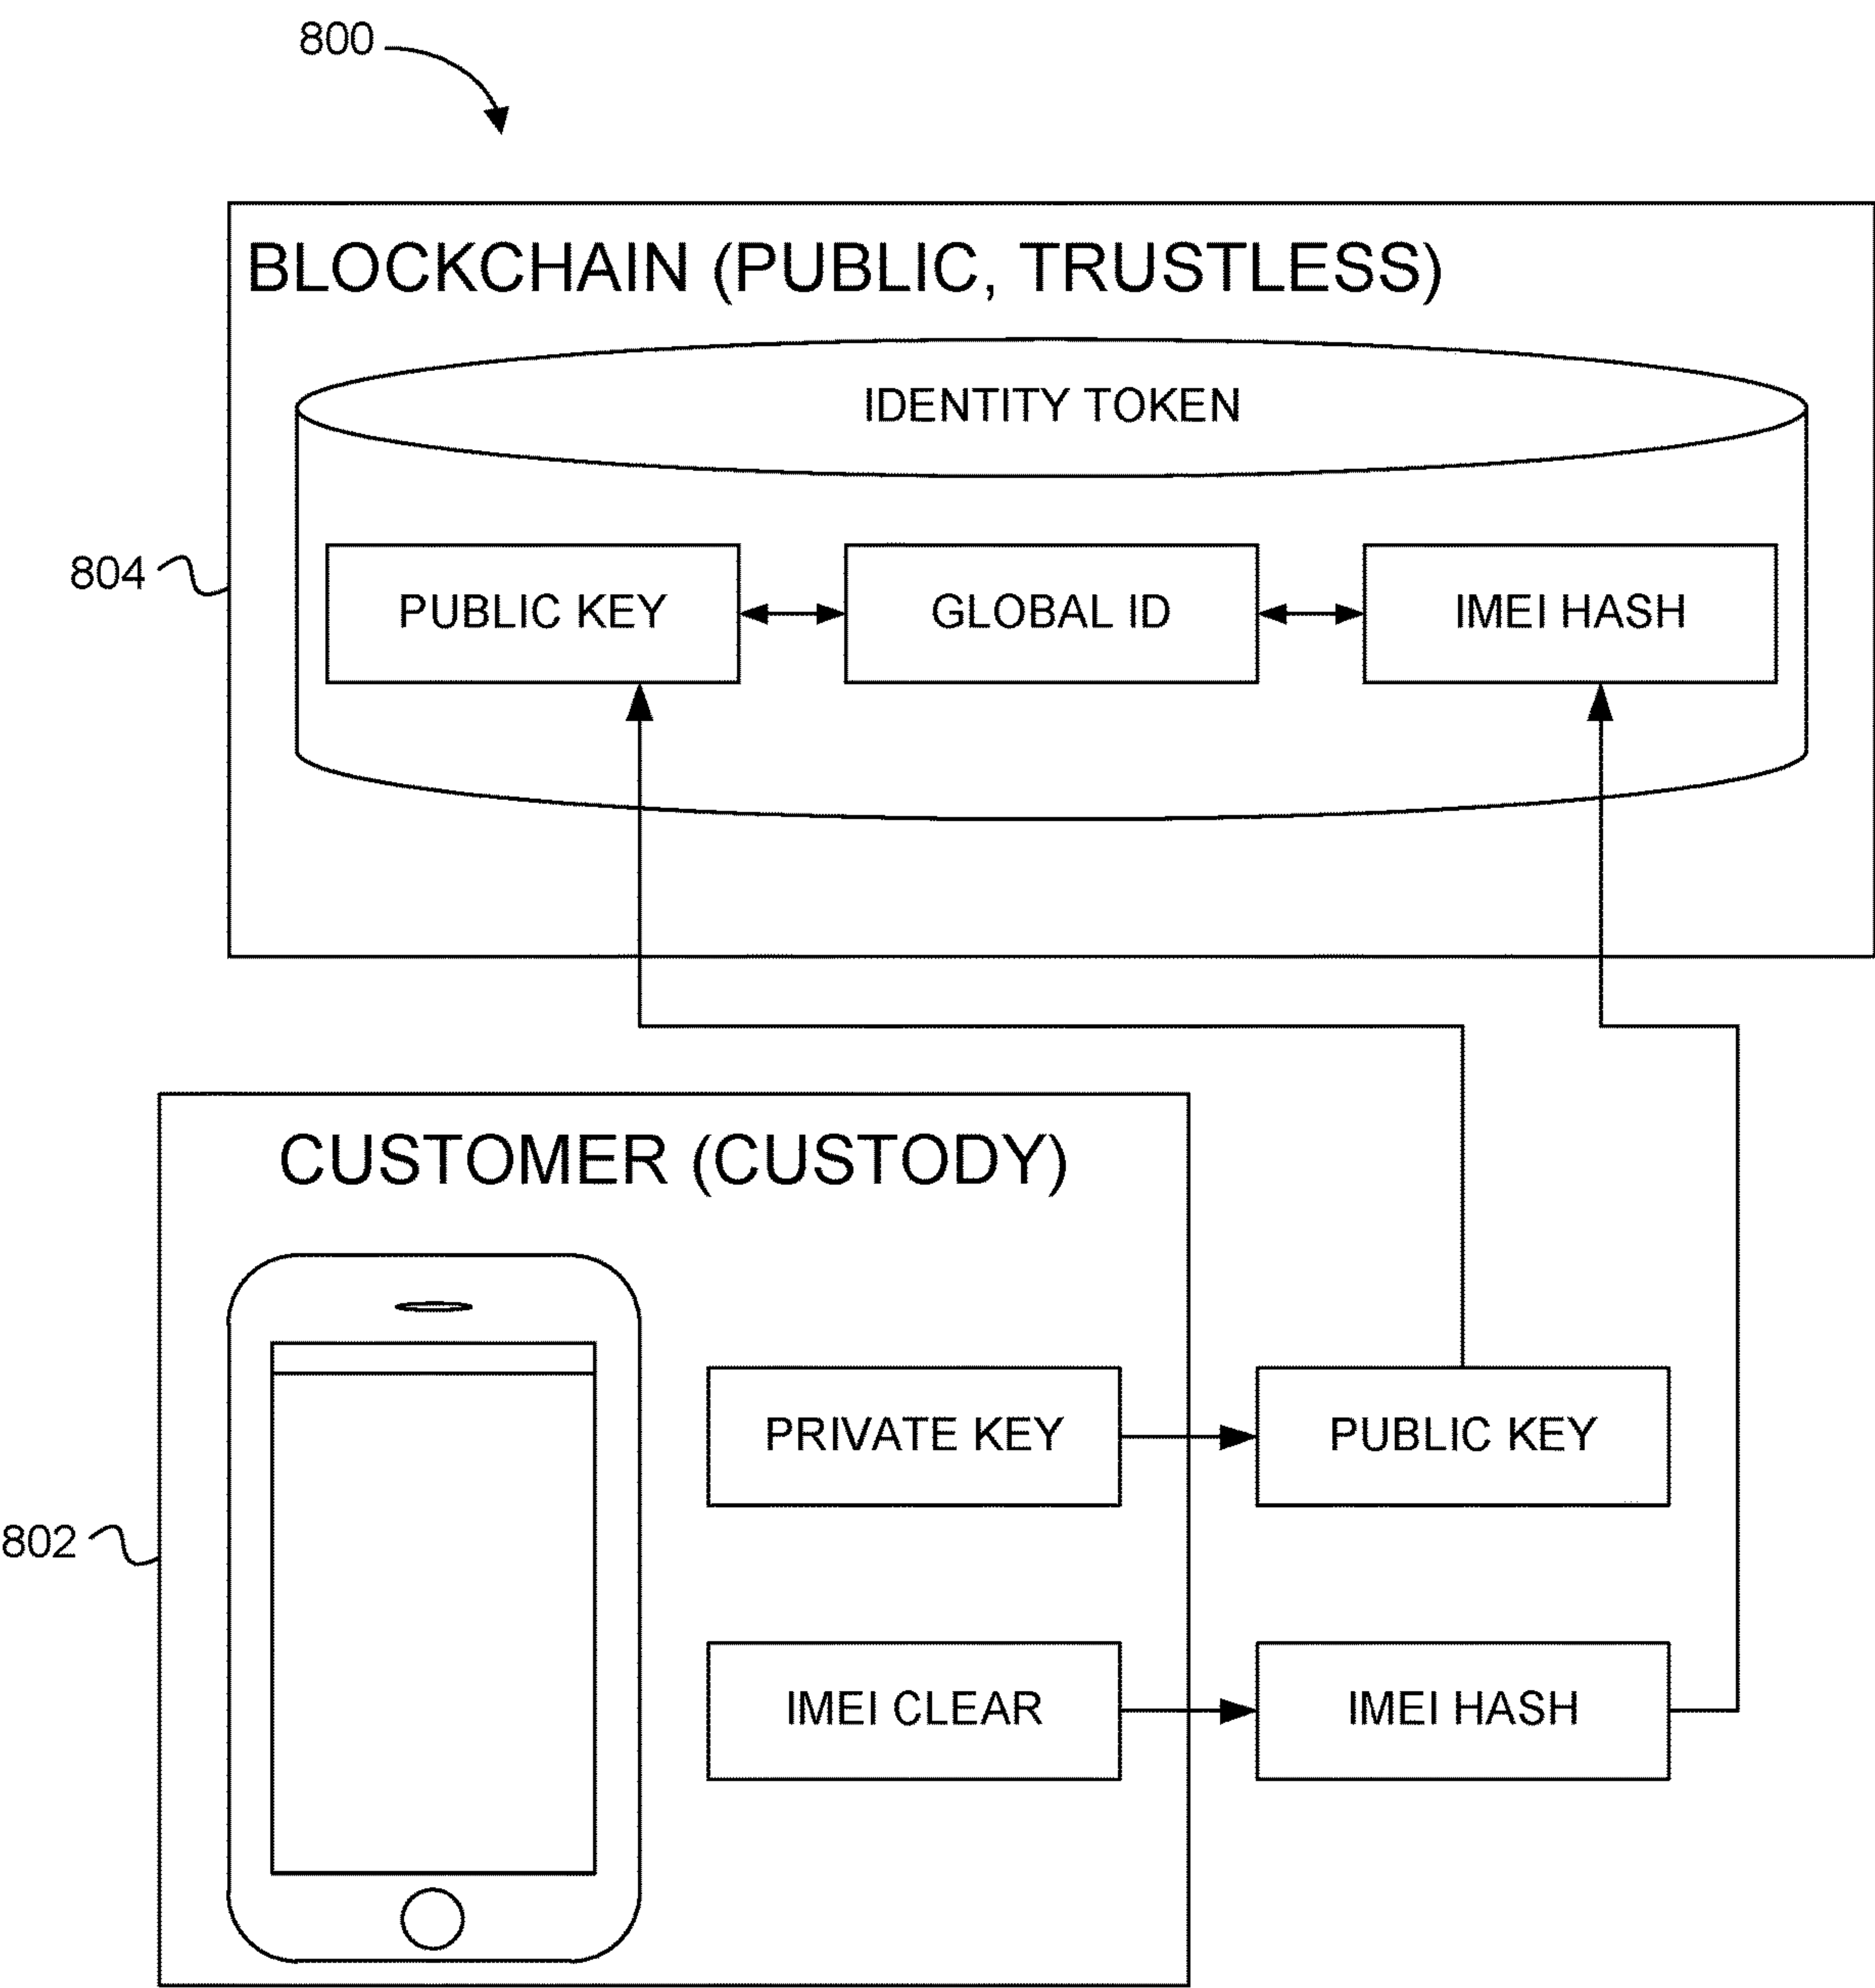 800
BLOCKCHAIN (PUBLIC, TRUSTLESS)
IDENTITY TOKEN
804
PUBLIC KEY
GLOBAL ID
IMEI HASH
CUSTOMER (CUSTODY)
PRIVATE KEY
PUBLIC KEY
802
IMEI CLEAR
IMEI HASH